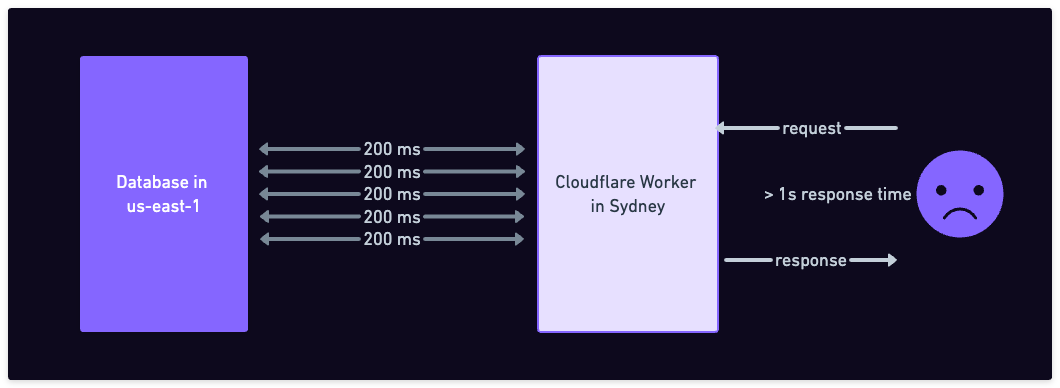 Database in
us-east-1
200 ms
200 ms
200 ms
200 ms
200 ms
Cloudflare Worker
in Sydney
request
> 1s response time
response